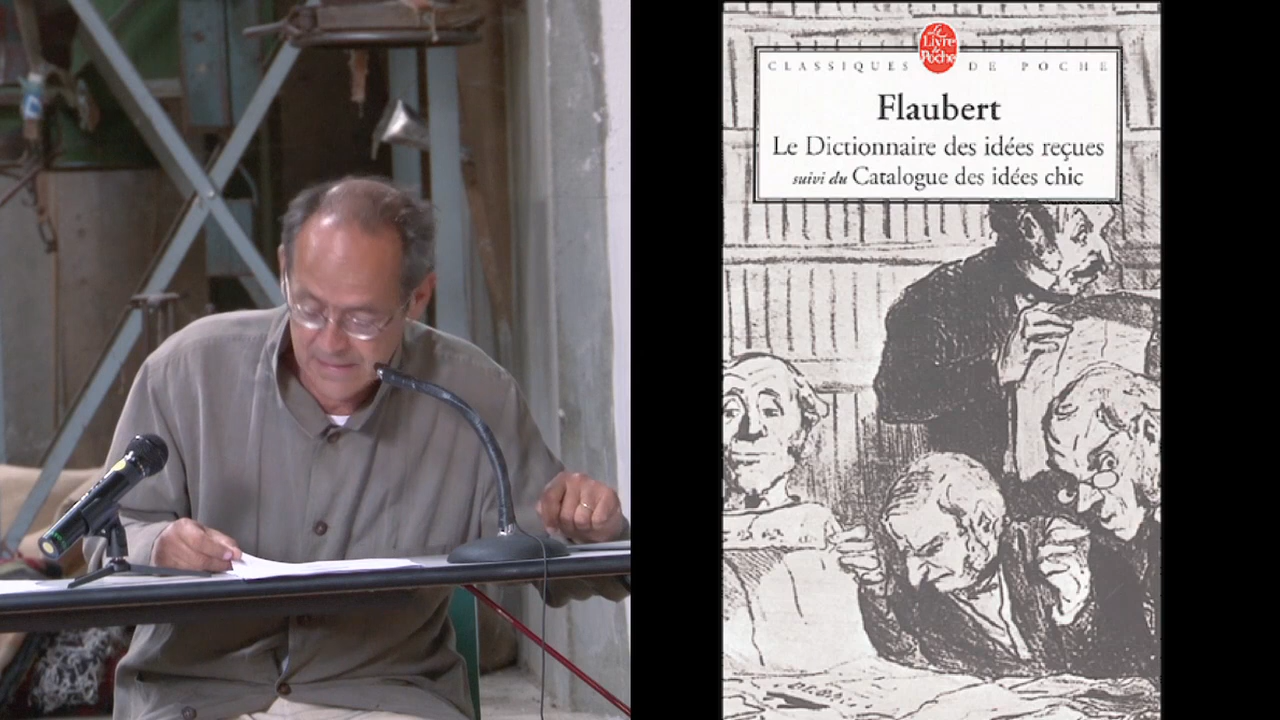 Le
Livre
de
Poche
CLASSIQUES DE POCHE
Flaubert
Le Dictionnaire des idées reçues
suivi du Catalogue des idées chic